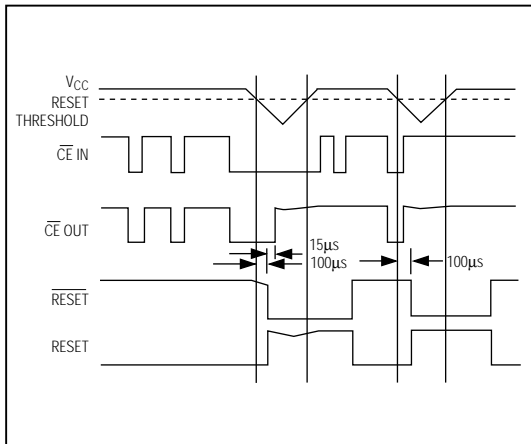 VCC
RESET
THRESHOLD
CE IN
CE OUT
15µs
100µs
100µs
RESET
RESET